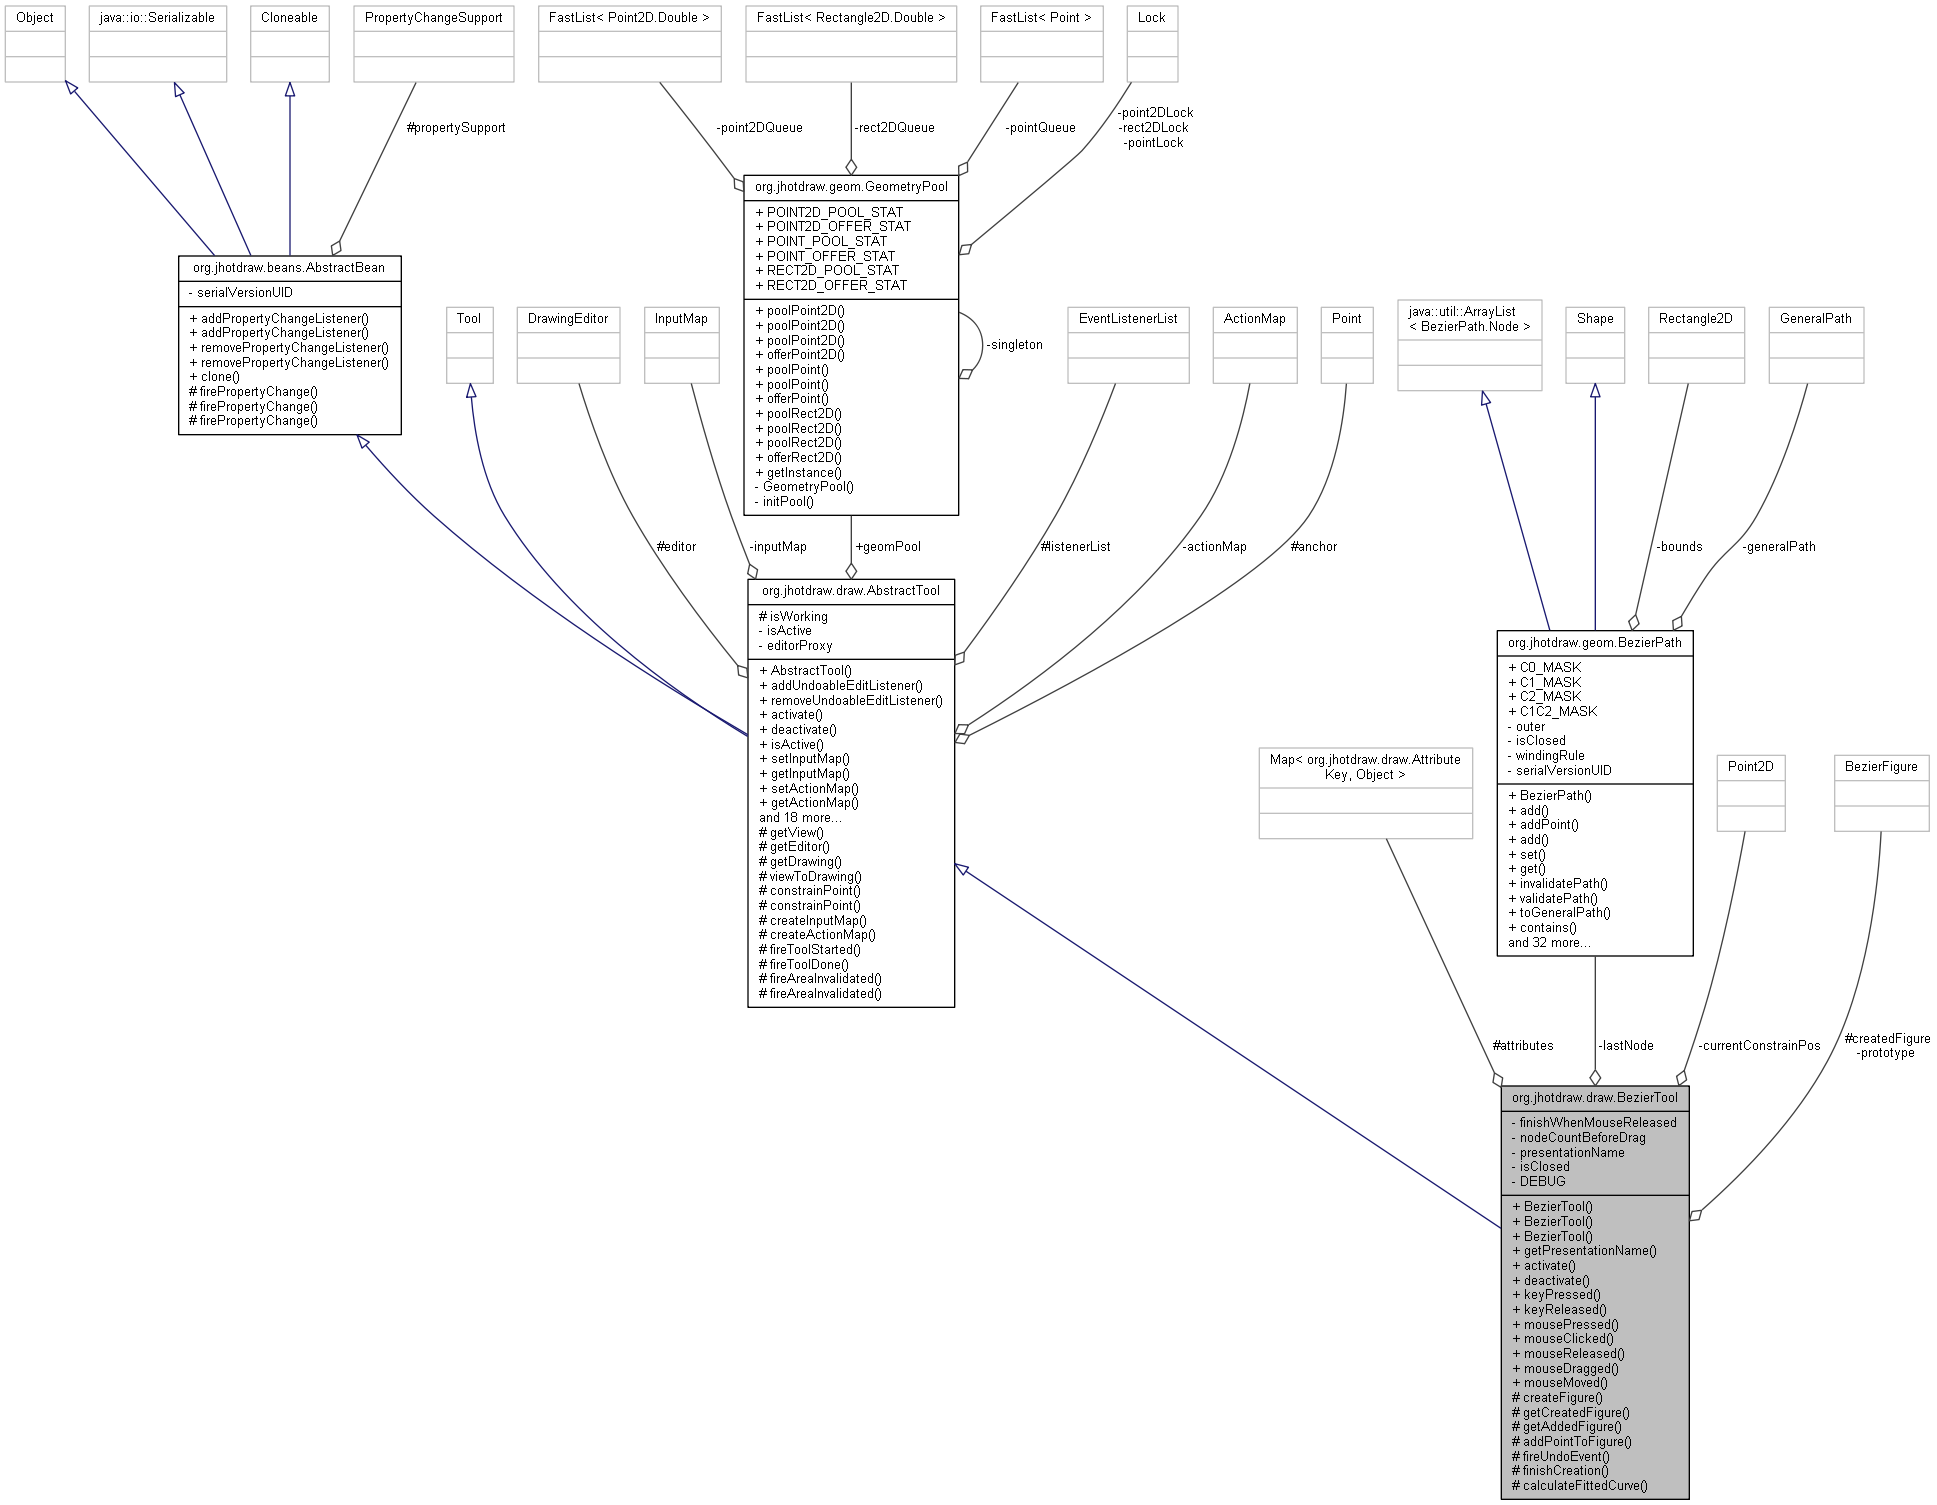 Object
java::io::Serializable
Cloneable
PropertyChangeSupport
FastList< Point2D.Double >
FastList< Rectangle2D.Double >
FastList< Point >
Lock
#propertySupport
-point2DQueue
-rect2DQueue
-pointQueue
-point2DLock
-rect2DLock
-pointLock
org.jhotdraw.geom.GeometryPool
+ POINT2D_POOL_STAT
+ POINT2D_OFFER_STAT
+ POINT_POOL_STAT
+ POINT_OFFER_STAT
+ RECT2D_POOL_STAT
+ RECT2D_OFFER_STAT
+ poolPoint2D()
+ poolPoint2D()
+ poolPoint2D()
+ offerPoint2D()
+ poolPoint()
+ poolPoint()
+ offerPoint()
+ poolRect2D()
+ poolRect2D()
+ poolRect2D()
+ offerRect2D()
+ getInstance()
- GeometryPool()
- initPool()
-singleton
org.jhotdraw.beans.AbstractBean
- serialVersionUID
+ addPropertyChangeListener()
+ addPropertyChangeListener()
+ removePropertyChangeListener()
+ removePropertyChangeListener()
+ clone()
# firePropertyChange()
# firePropertyChange()
# firePropertyChange()
Tool
DrawingEditor
InputMap
EventListenerList
ActionMap
Point
java::util::ArrayList
< BezierPath.Node >
Shape
Rectangle2D
GeneralPath
#editor
-inputMap
+geomPool
#listenerList
-actionMap
#anchor
-bounds
-generalPath
org.jhotdraw.draw.AbstractTool
# isWorking
- isActive
- editorProxy
+ AbstractTool()
+ addUndoableEditListener()
+ removeUndoableEditListener()
+ activate()
+ deactivate()
+ isActive()
+ setInputMap()
+ getInputMap()
+ setActionMap()
+ getActionMap()
and 18 more...
# getView()
# getEditor()
# getDrawing()
# viewToDrawing()
# constrainPoint()
# constrainPoint()
# createInputMap()
# createActionMap()
# fireToolStarted()
# fireToolDone()
# fireAreaInvalidated()
# fireAreaInvalidated()
org.jhotdraw.geom.BezierPath
+ C0_MASK
+ C1_MASK
+ C2_MASK
+ C1C2_MASK
- outer
- isClosed
- windingRule
- serialVersionUID
+ BezierPath()
+ add()
+ addPoint()
+ add()
+ set()
+ get()
+ invalidatePath()
+ validatePath()
+ toGeneralPath()
+ contains()
and 32 more...
Map< org.jhotdraw.draw.Attribute
Key, Object >
Point2D
BezierFigure
#attributes
-lastNode
-currentConstrainPos
#createdFigure
-prototype
org.jhotdraw.draw.BezierTool
- finishWhenMouseReleased
- nodeCountBeforeDrag
- presentationName
- isClosed
- DEBUG
+ BezierTool()
+ BezierTool()
+ BezierTool()
+ getPresentationName()
+ activate()
+ deactivate()
+ keyPressed()
+ keyReleased()
+ mousePressed()
+ mouseClicked()
+ mouseReleased()
+ mouseDragged()
+ mouseMoved()
# createFigure()
# getCreatedFigure()
# getAddedFigure()
# addPointToFigure()
# fireUndoEvent()
# finishCreation()
# calculateFittedCurve()